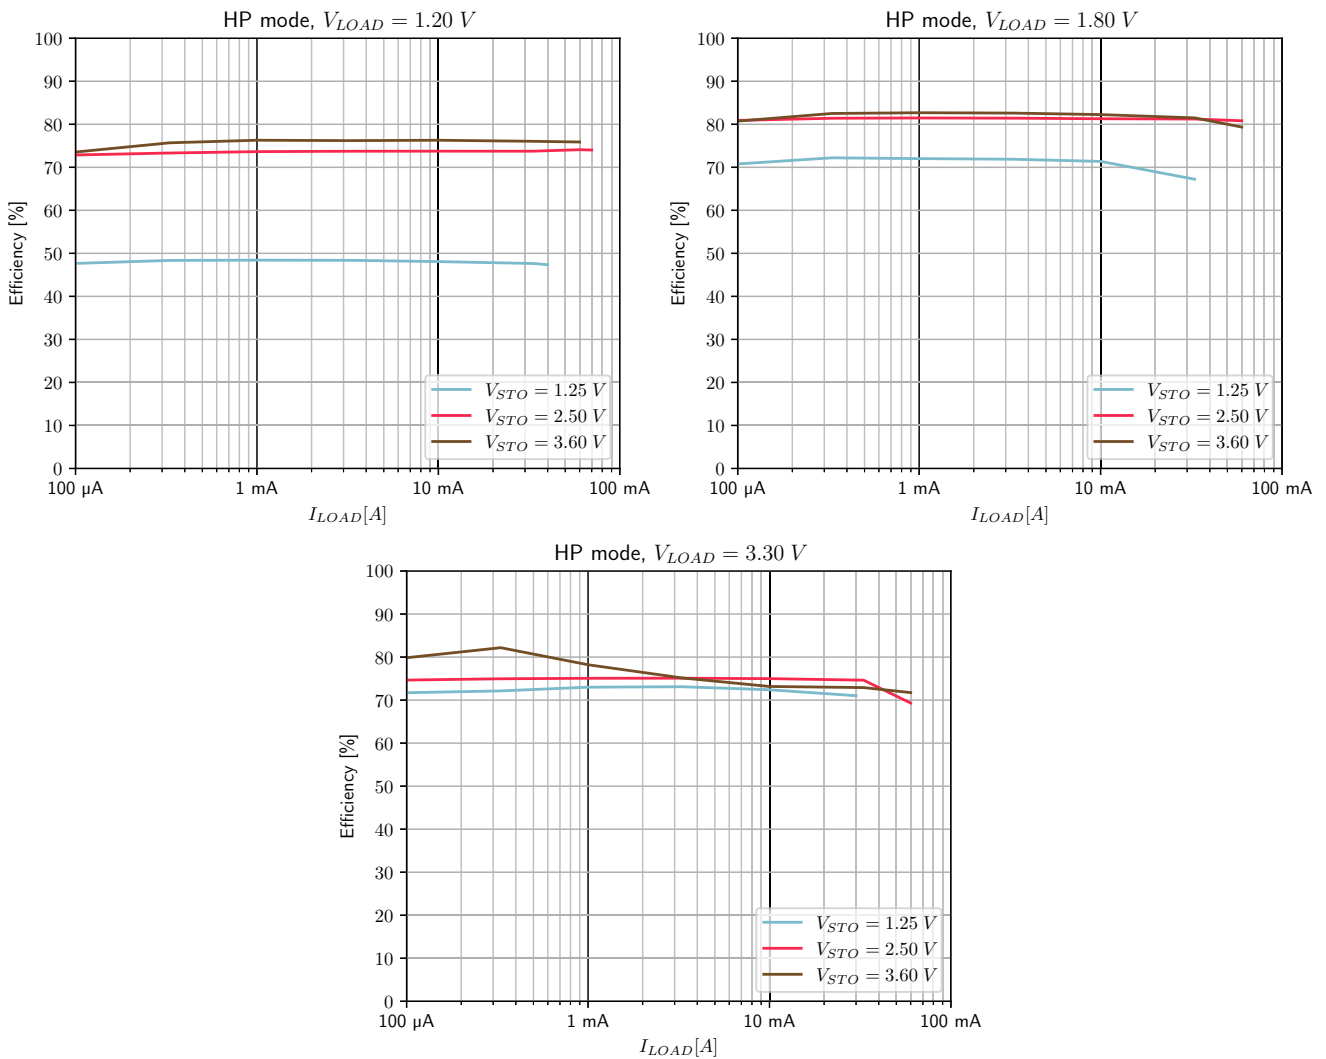 HP mode, V_LOAD = 1.20 V
100
90
80
70
60
50
40
30
20
10
0
Efficiency [%]
V_STO = 1.25 V
V_STO = 2.50 V
V_STO = 3.60 V
100 µA 1 mA 10 mA 100 mA
I_LOAD[A]
HP mode, V_LOAD = 1.80 V
100
90
80
70
60
50
40
30
20
10
0
Efficiency [%]
V_STO = 1.25 V
V_STO = 2.50 V
V_STO = 3.60 V
100 µA 1 mA 10 mA 100 mA
I_LOAD[A]
HP mode, V_LOAD = 3.30 V
100
90
80
70
60
50
40
30
20
10
0
Efficiency [%]
V_STO = 1.25 V
V_STO = 2.50 V
V_STO = 3.60 V
100 µA 1 mA 10 mA 100 mA
I_LOAD[A]